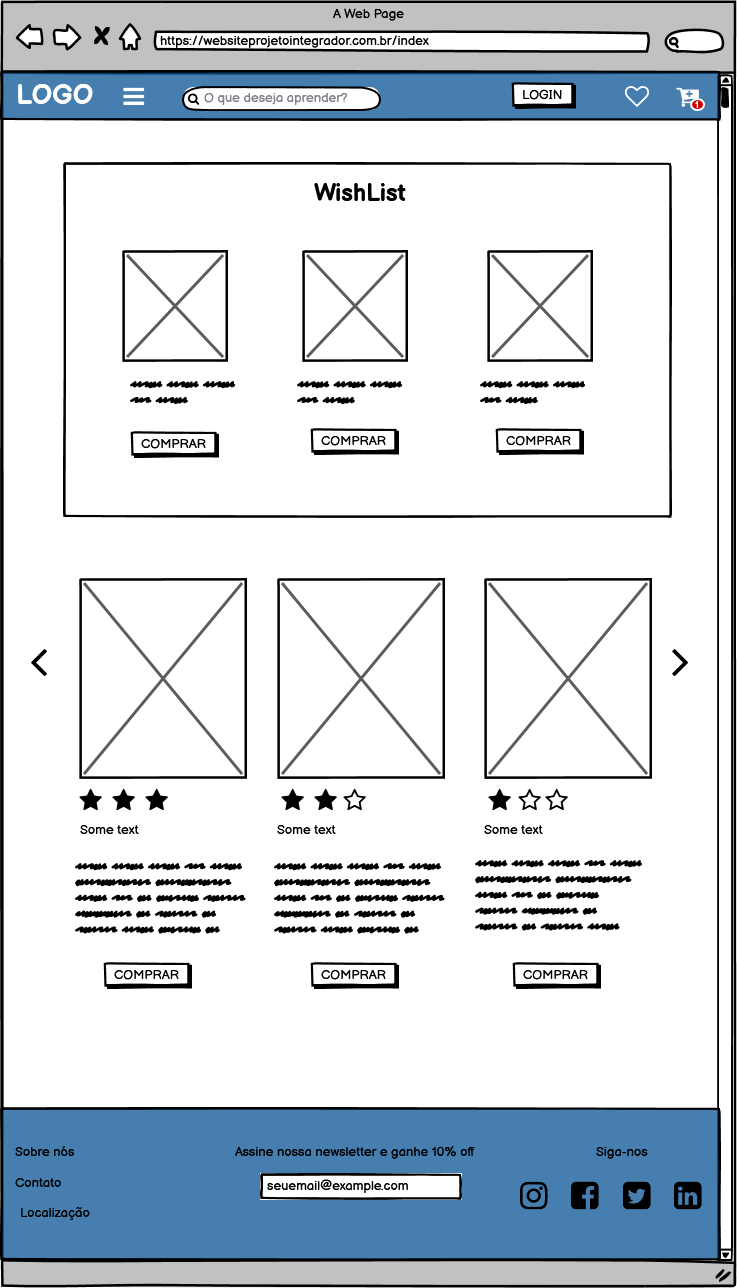 A Web Page
https://websiteprojetointegrador.com.br/index
LOGO
O que deseja aprender?
LOGIN
1
WishList
COMPRAR
COMPRAR
COMPRAR
Some text
Some text
Some text
COMPRAR
COMPRAR
COMPRAR
Sobre nós
Contato
Localização
Assine nossa newsletter e ganhe 10% off
seuemail@example.com
Siga-nos